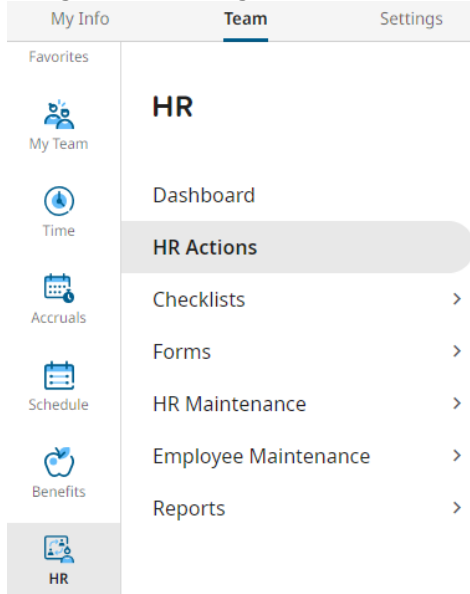 My Info
Team
Settings
Favorites
My Team
Time
Accruals
Schedule
Benefits
HR
HR
Dashboard
HR Actions
Checklists
Forms
HR Maintenance
Employee Maintenance
Reports